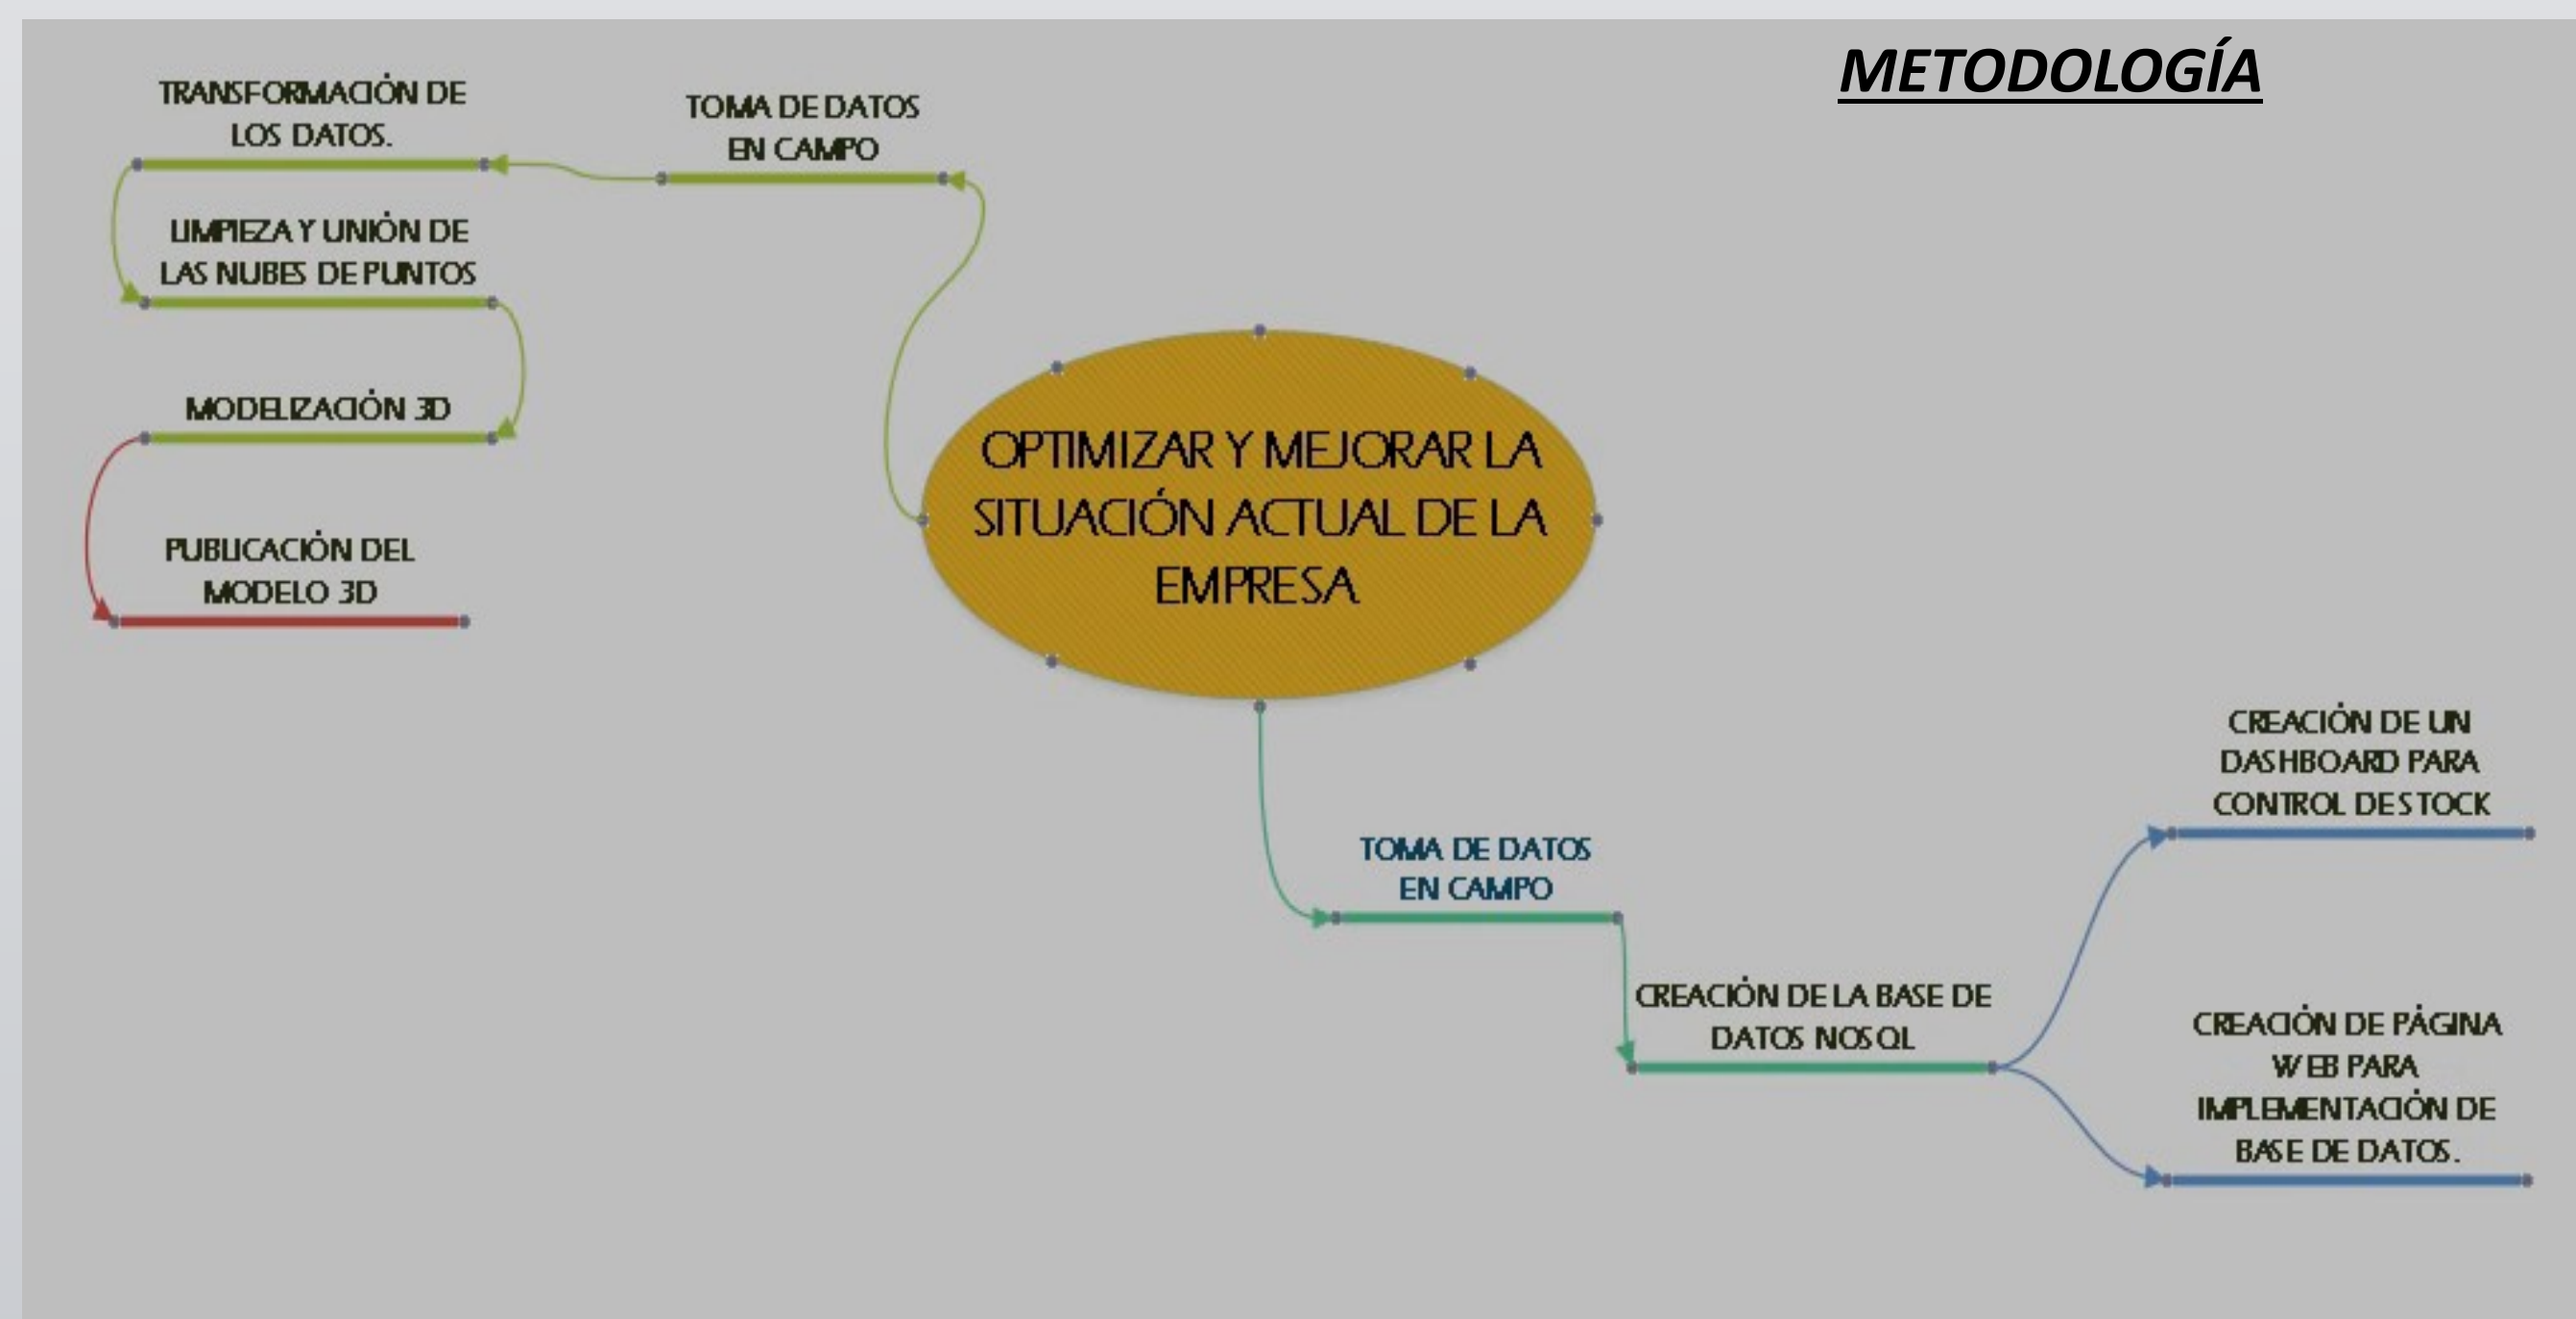 METODOLOGÍA
TOMA DE DATOS
EN CAMPO
TRANSFORMACIÓN DE
LOS DATOS.
LIMPIEZA Y UNIÓN DE
LAS NUBES DE PUNTOS
MODELIZACIÓN 3D
PUBLICACIÓN DEL
MODELO 3D
OPTIMIZAR Y MEJORAR LA
SITUACIÓN ACTUAL DE LA
EMPRESA
TOMA DE DATOS
EN CAMPO
CREACIÓN DE LA BASE DE
DATOS NOSQL
CREACIÓN DE UN
DASHBOARD PARA
CONTROL DE STOCK
CREACIÓN DE PÁGINA
WEB PARA
IMPLEMENTACIÓN DE
BASE DE DATOS.